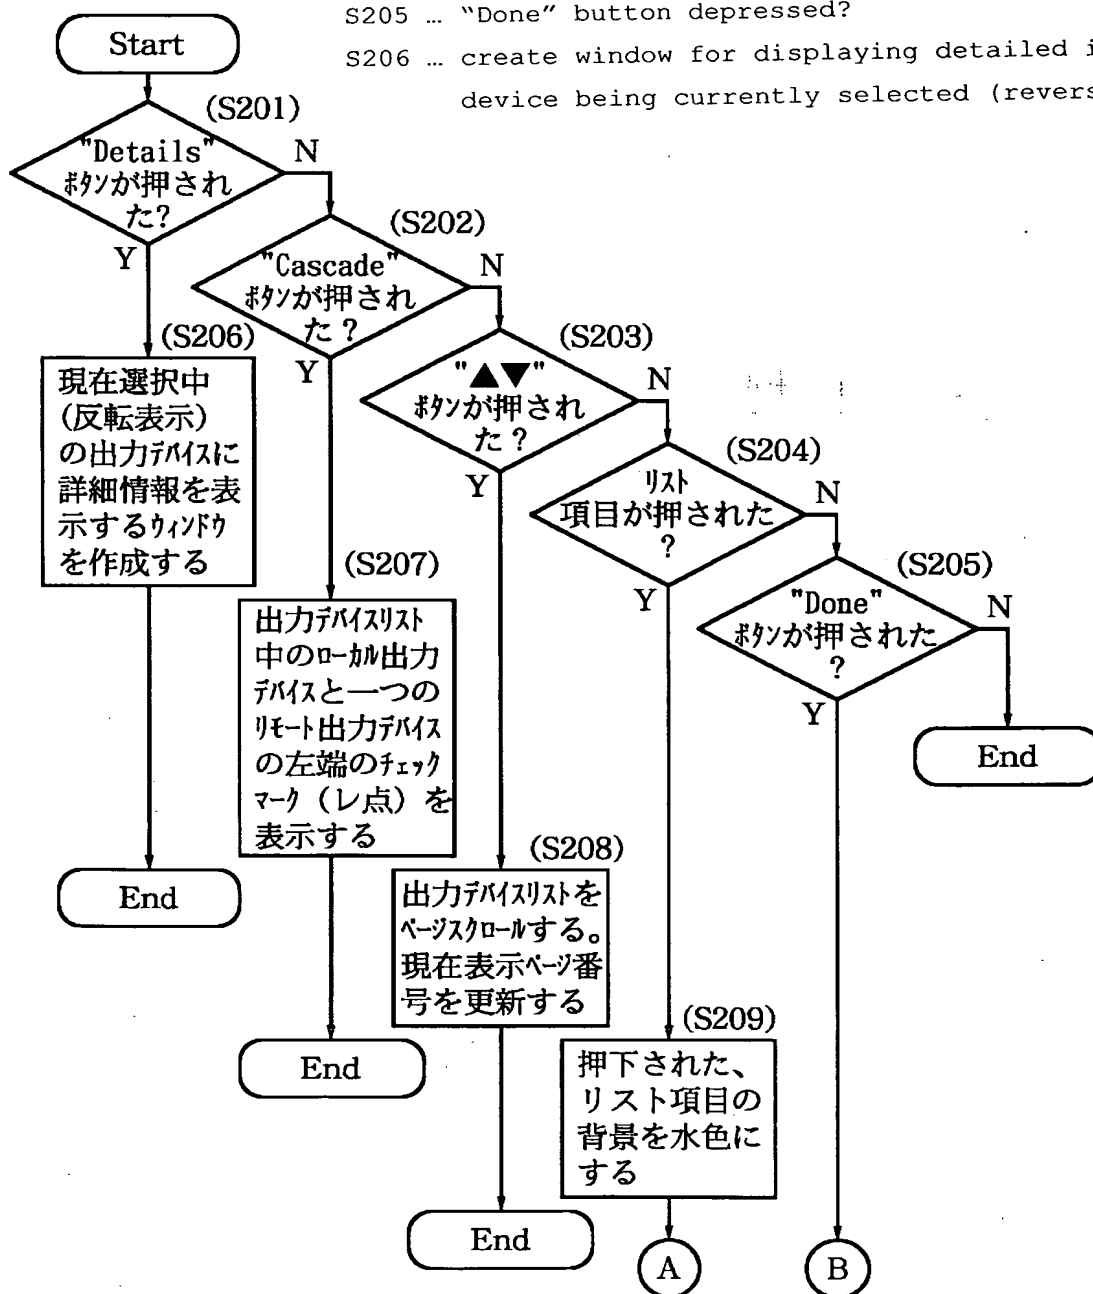 S205 … “Done” button depressed?
S206 … create window for displaying detailed
device being currently selected
Start
(S201)
"Details"
ボタンが押され
た?
N
Y
(S202)
"Cascade"
ボタンが押され
た?
N
Y
(S203)
"▲▼"
ボタンが押され
た?
N
Y
(S204)
リスト
項目が押された
?
N
Y
(S205)
"Done"
ボタンが押された
?
N
Y
End
(S206)
現在選択中
(反転表示)
の出力デバイスに
詳細情報を表
示するウィンドウ
を作成する
End
(S207)
出力デバイスリスト
中のローカル出力
デバイスと一つの
リモート出力デバイス
の左端のチェック
マーク(レ点)を
表示する
End
(S208)
出力デバイスリストを
ページスクロールする。
現在表示ページ番
号を更新する
End
(S209)
押下された、
リスト項目の
背景を水色に
する
A
B